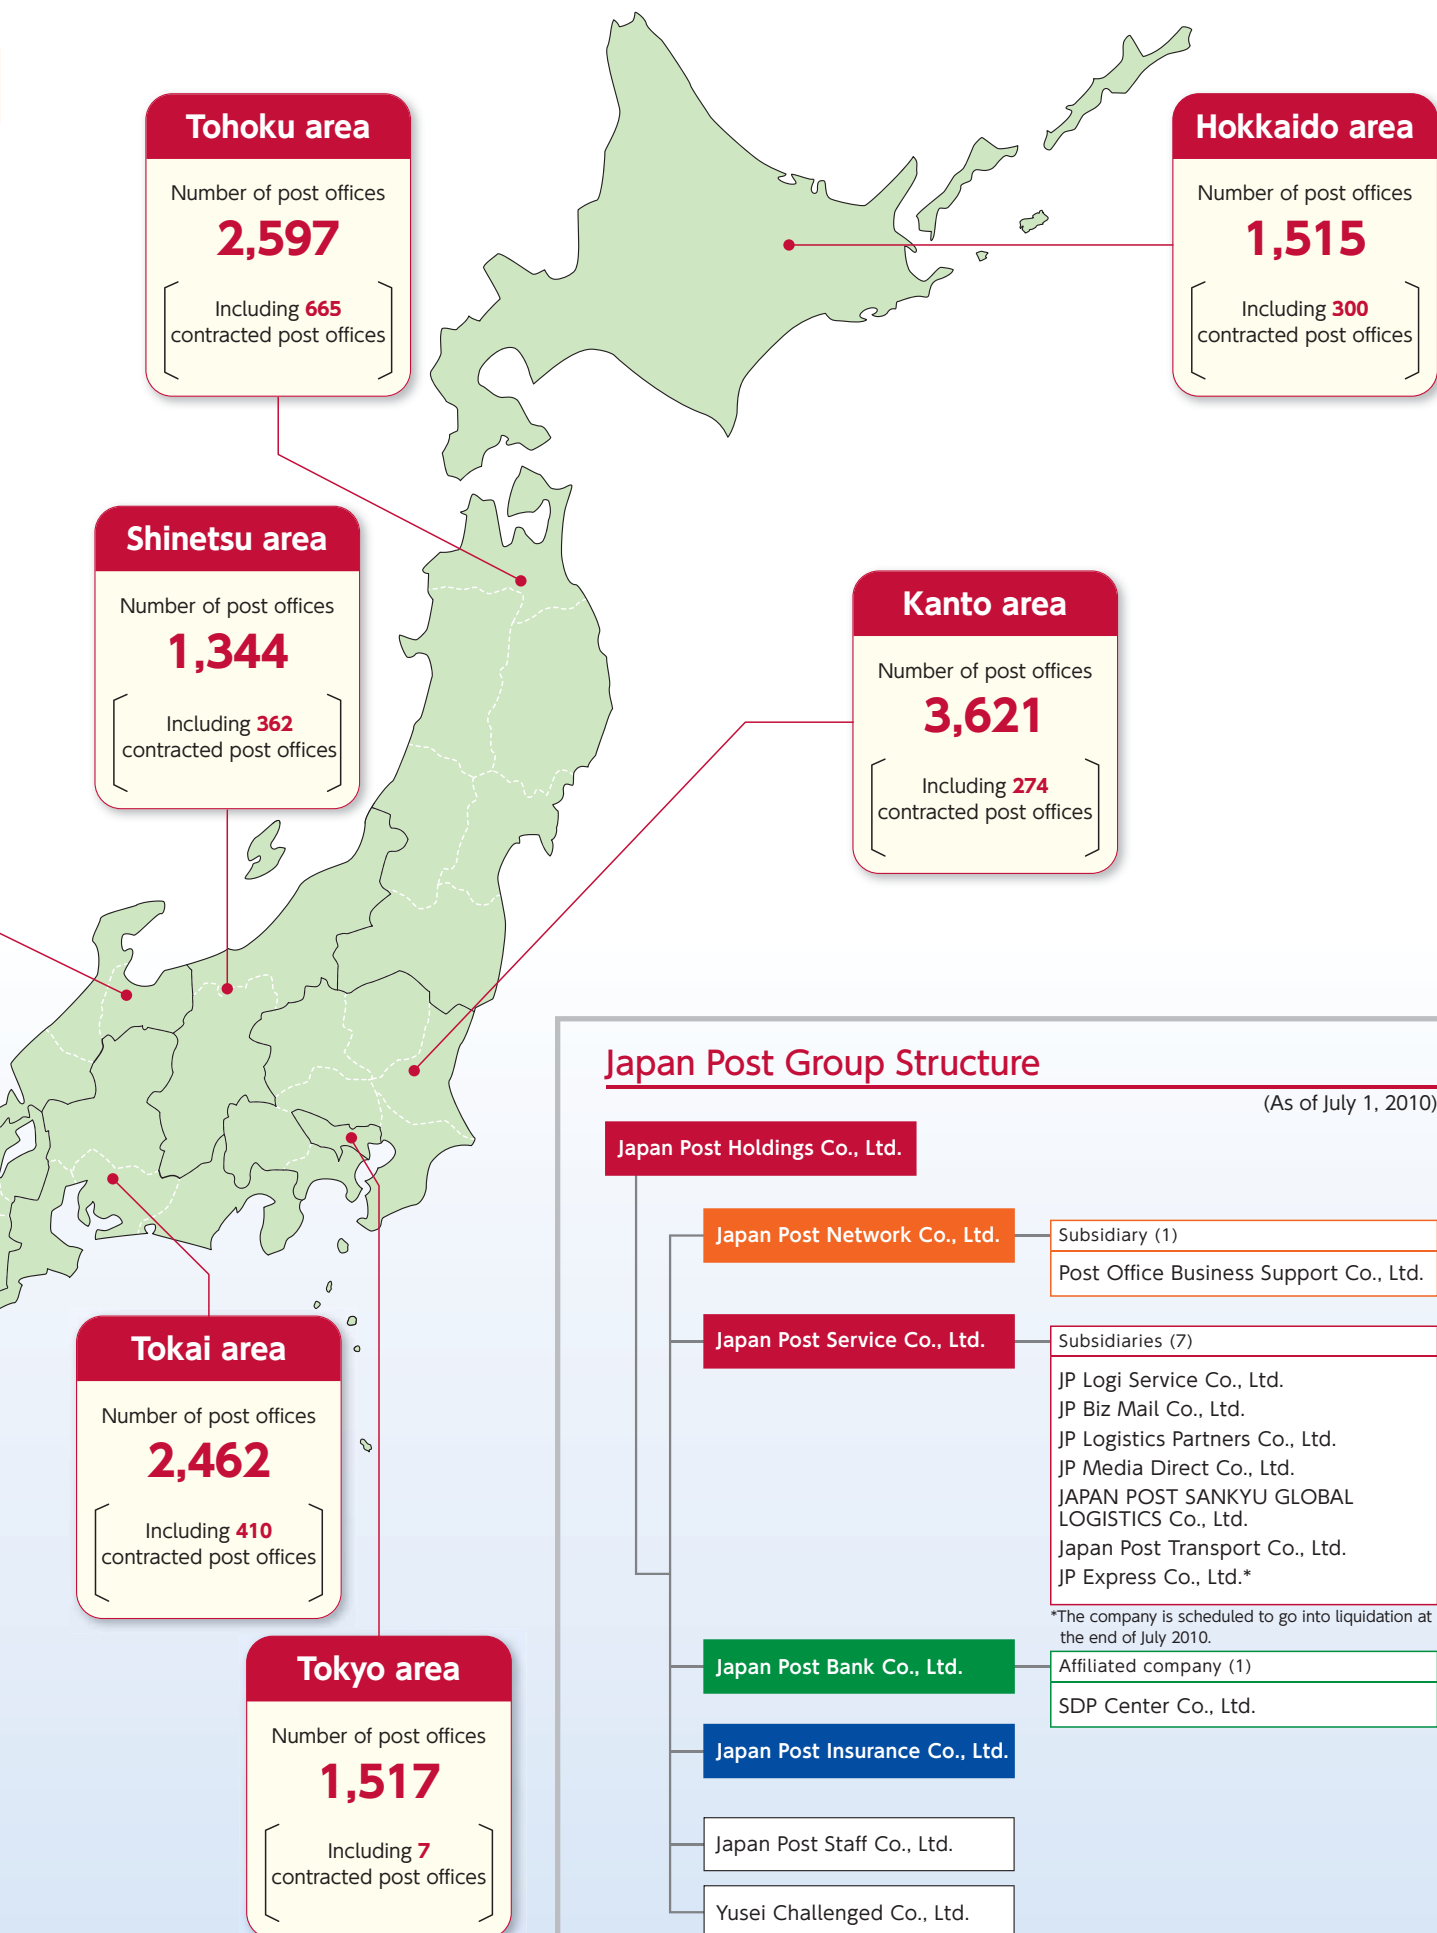 Tohoku area
Number of post offices
2,597
Including 665
contracted post offices
Hokkaido area
Number of post offices
1,515
Including 300
contracted post offices
Shinetsu area
Number of post offices
1,344
Including 362
contracted post offices
Kanto area
Number of post offices
3,621
Including 274
contracted post offices
Tokai area
Number of post offices
2,462
Including 410
contracted post offices
Tokyo area
Number of post offices
1,517
Including 7
contracted post offices
Japan Post Group Structure
(As of July 1, 2010)
Japan Post Holdings Co., Ltd.
Japan Post Network Co., Ltd.
Subsidiary (1)
Post Office Business Support Co., Ltd.
Japan Post Service Co., Ltd.
Subsidiaries (7)
JP Logi Service Co., Ltd.
JP Biz Mail Co., Ltd.
JP Logistics Partners Co., Ltd.
JP Media Direct Co., Ltd.
JAPAN POST SANKYU GLOBAL
LOGISTICS Co., Ltd.
Japan Post Transport Co., Ltd.
JP Express Co., Ltd.*
*The company is scheduled to go into liquidation at
the end of July 2010.
Japan Post Bank Co., Ltd.
Affiliated company (1)
SDP Center Co., Ltd.
Japan Post Insurance Co., Ltd.
Japan Post Staff Co., Ltd.
Yusei Challenged Co., Ltd.